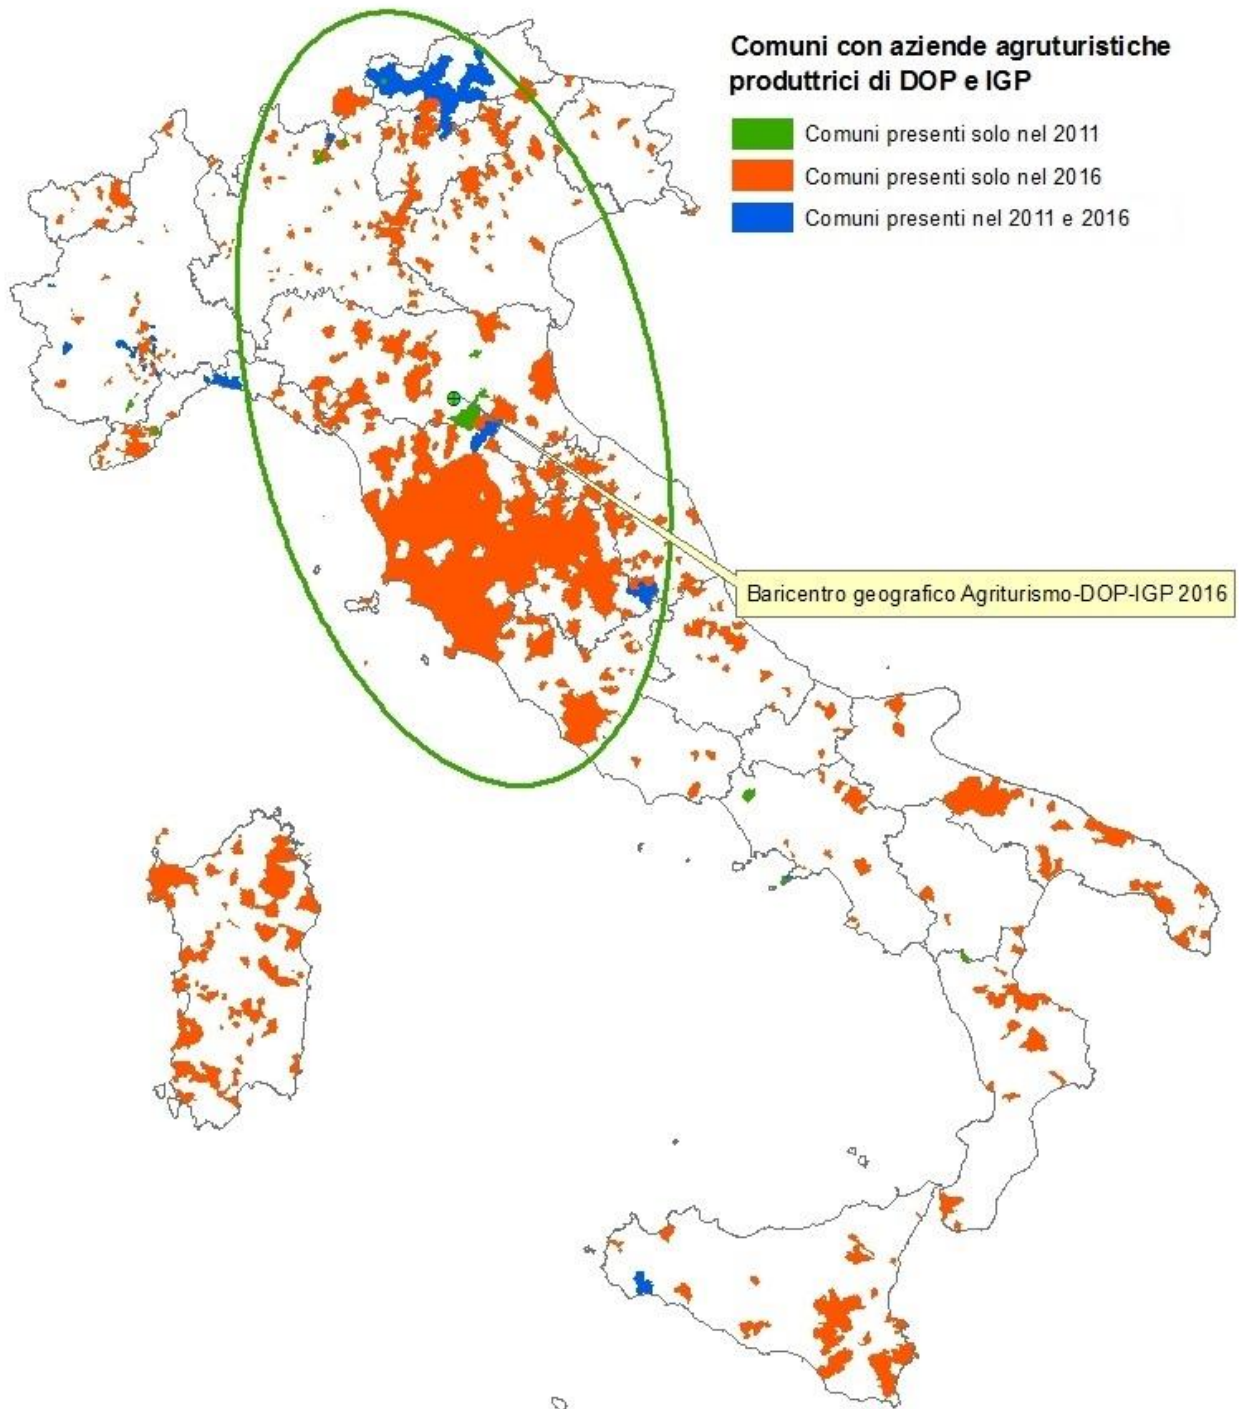 Comuni con aziende agruturistiche
produttrici di DOP e IGP
Comuni presenti solo nel 2011
Comuni presenti solo nel 2016
Comuni presenti nel 2011 e 2016
Baricentro geografico Agriturismo-DOP-IGP 2016